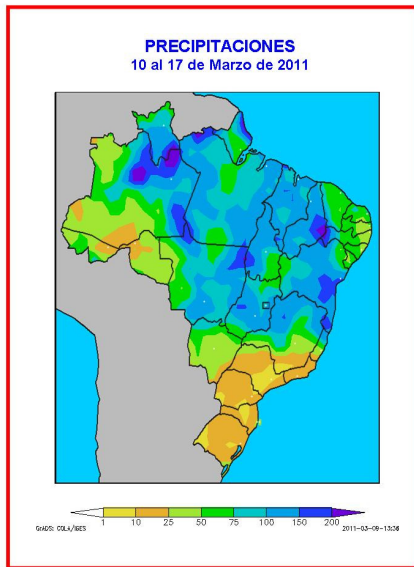 PRECIPITACIONES
10 al 17 de Marzo de 2011
1 10 25 50 75 100 150 200
GrADS: COLA/IGES 2011-03-09-13:36